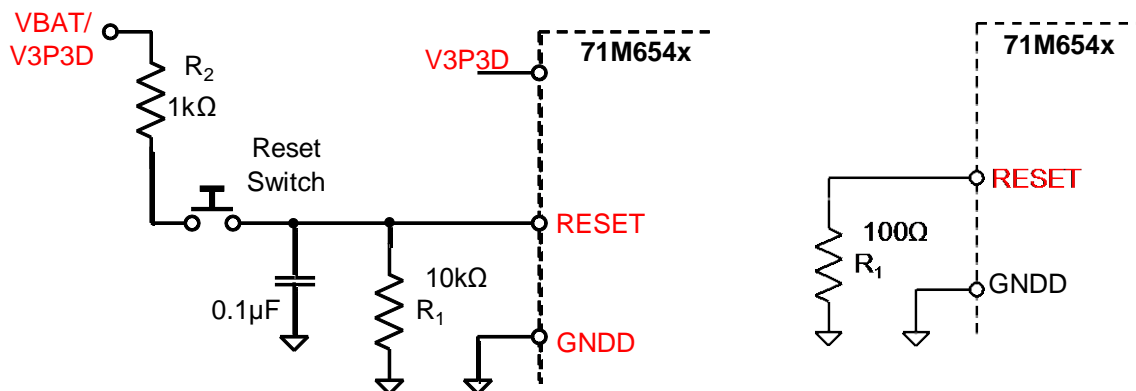 VBAT/
V3P3D
R2
1kΩ
Reset
Switch
0.1µF
10kΩ
R1
V3P3D
71M654x
RESET
GNDD
71M654x
RESET
100Ω
R1
GNDD